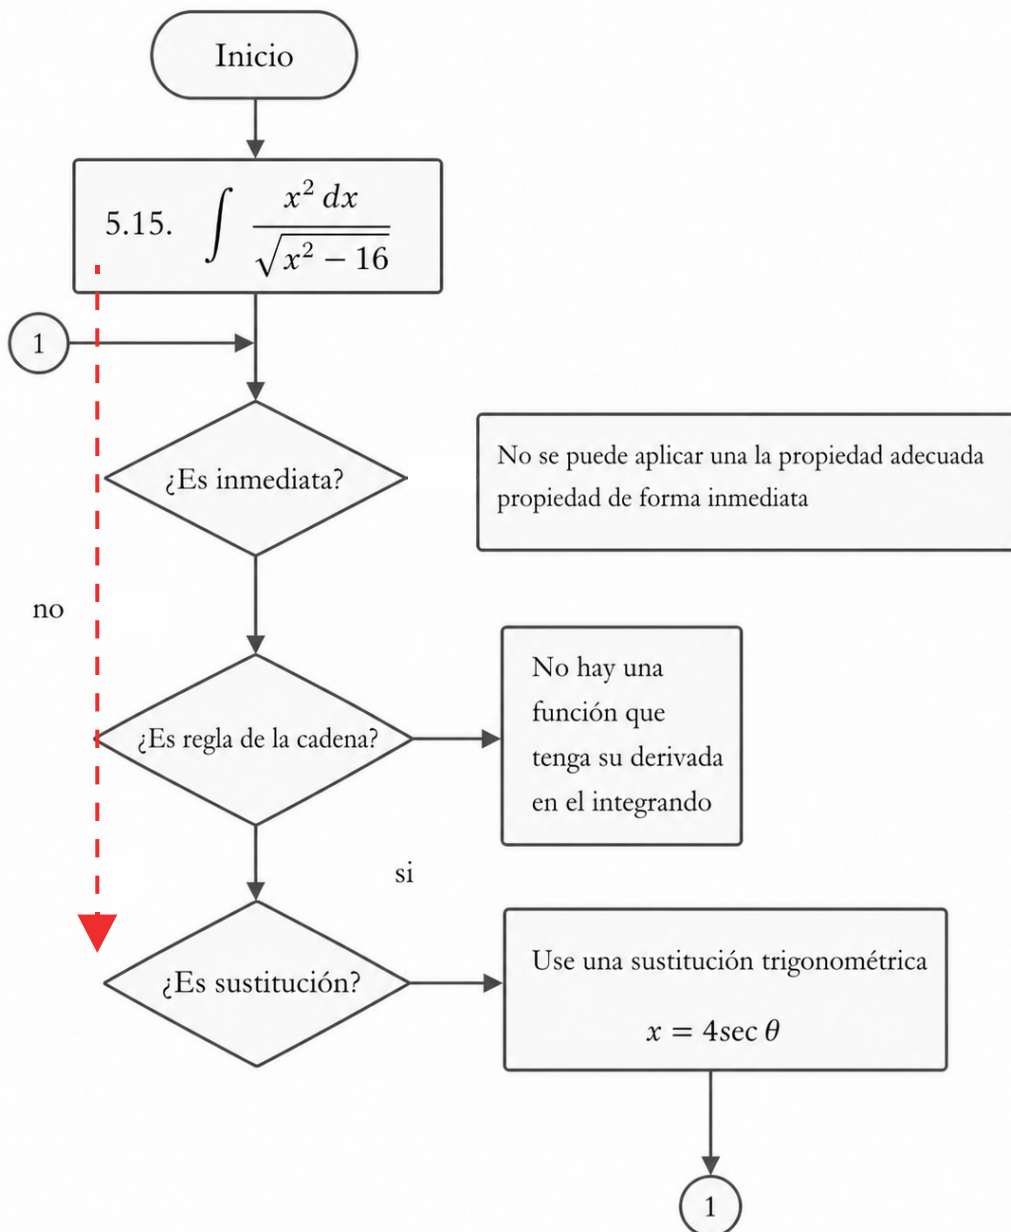 Inicio
5.15. ∫ x² dx / √(x² − 16)
1
¿Es inmediata?
No se puede aplicar una la propiedad adecuada
propiedad de forma inmediata
no
¿Es regla de la cadena?
No hay una
función que
tenga su derivada
en el integrando
si
¿Es sustitución?
Use una sustitución trigonométrica
x = 4sec θ
1